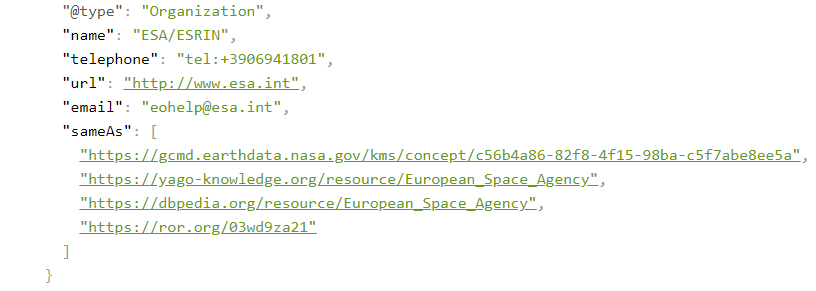 "@type": "Organization",
"name": "ESA/ESRIN",
"telephone": "tel:+3906941801",
"url": "http://www.esa.int",
"email": "eohelp@esa.int",
"sameAs": [
"https://gcmd.earthdata.nasa.gov/kms/concept/c56b4a86-82f8-4f15-98ba-c5f7abe8ee5a",
"https://yago-knowledge.org/resource/European_Space_Agency",
"https://dbpedia.org/resource/European_Space_Agency",
"https://ror.org/03wd9za21"
]
}